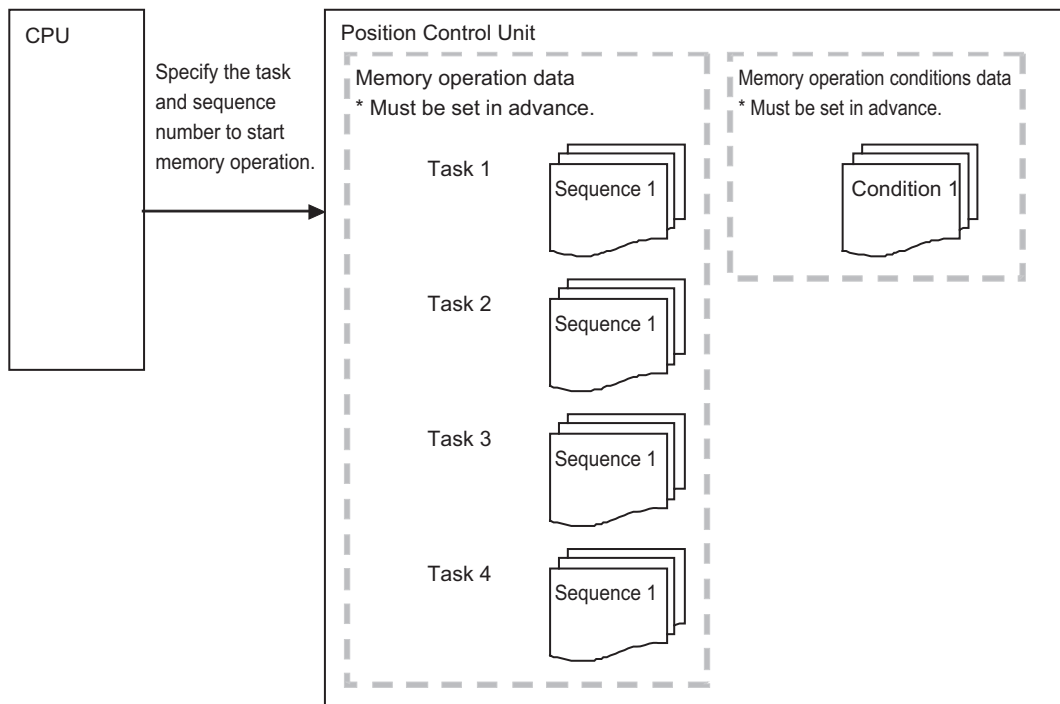 CPU
Specify the task
and sequence
number to start
memory operation.
Position Control Unit
Memory operation data
* Must be set in advance.
Task 1
Sequence 1
Task 2
Sequence 1
Task 3
Sequence 1
Task 4
Sequence 1
Memory operation conditions data
* Must be set in advance.
Condition 1